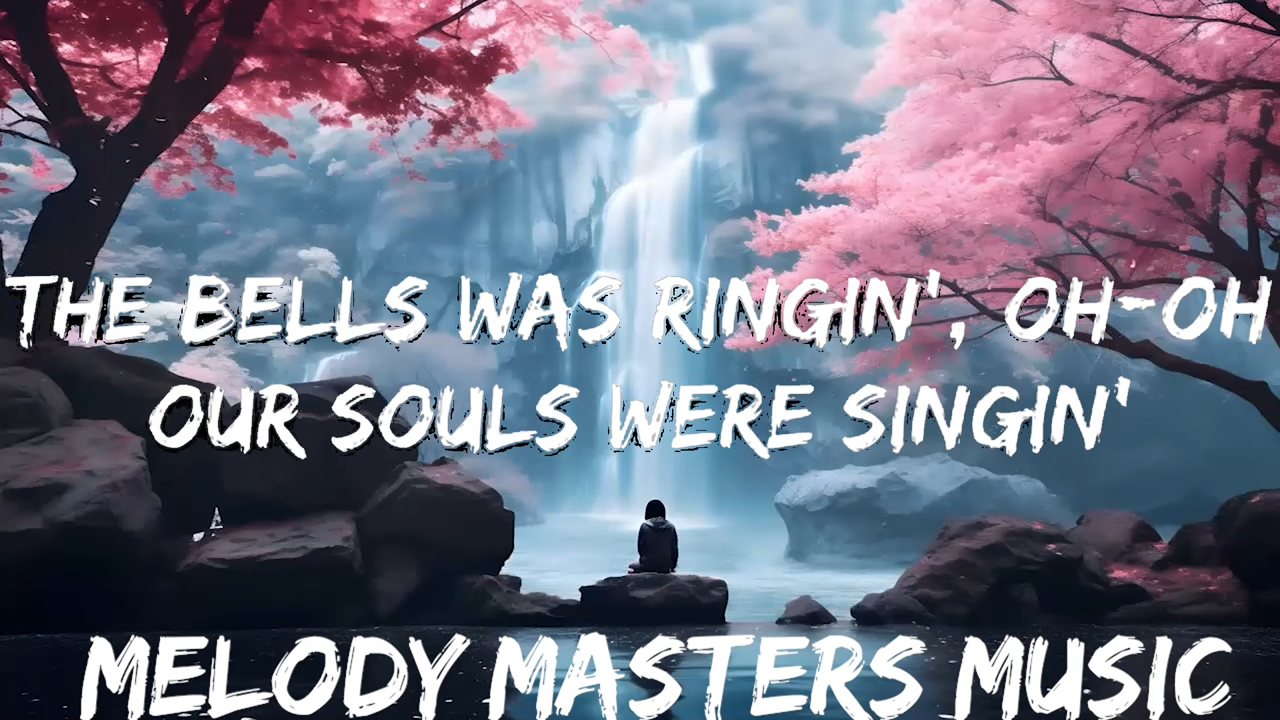 THE BELLS WAS RINGIN', OH-OH
OUR SOULS WERE SINGIN'
MELODY MASTERS MUSIC